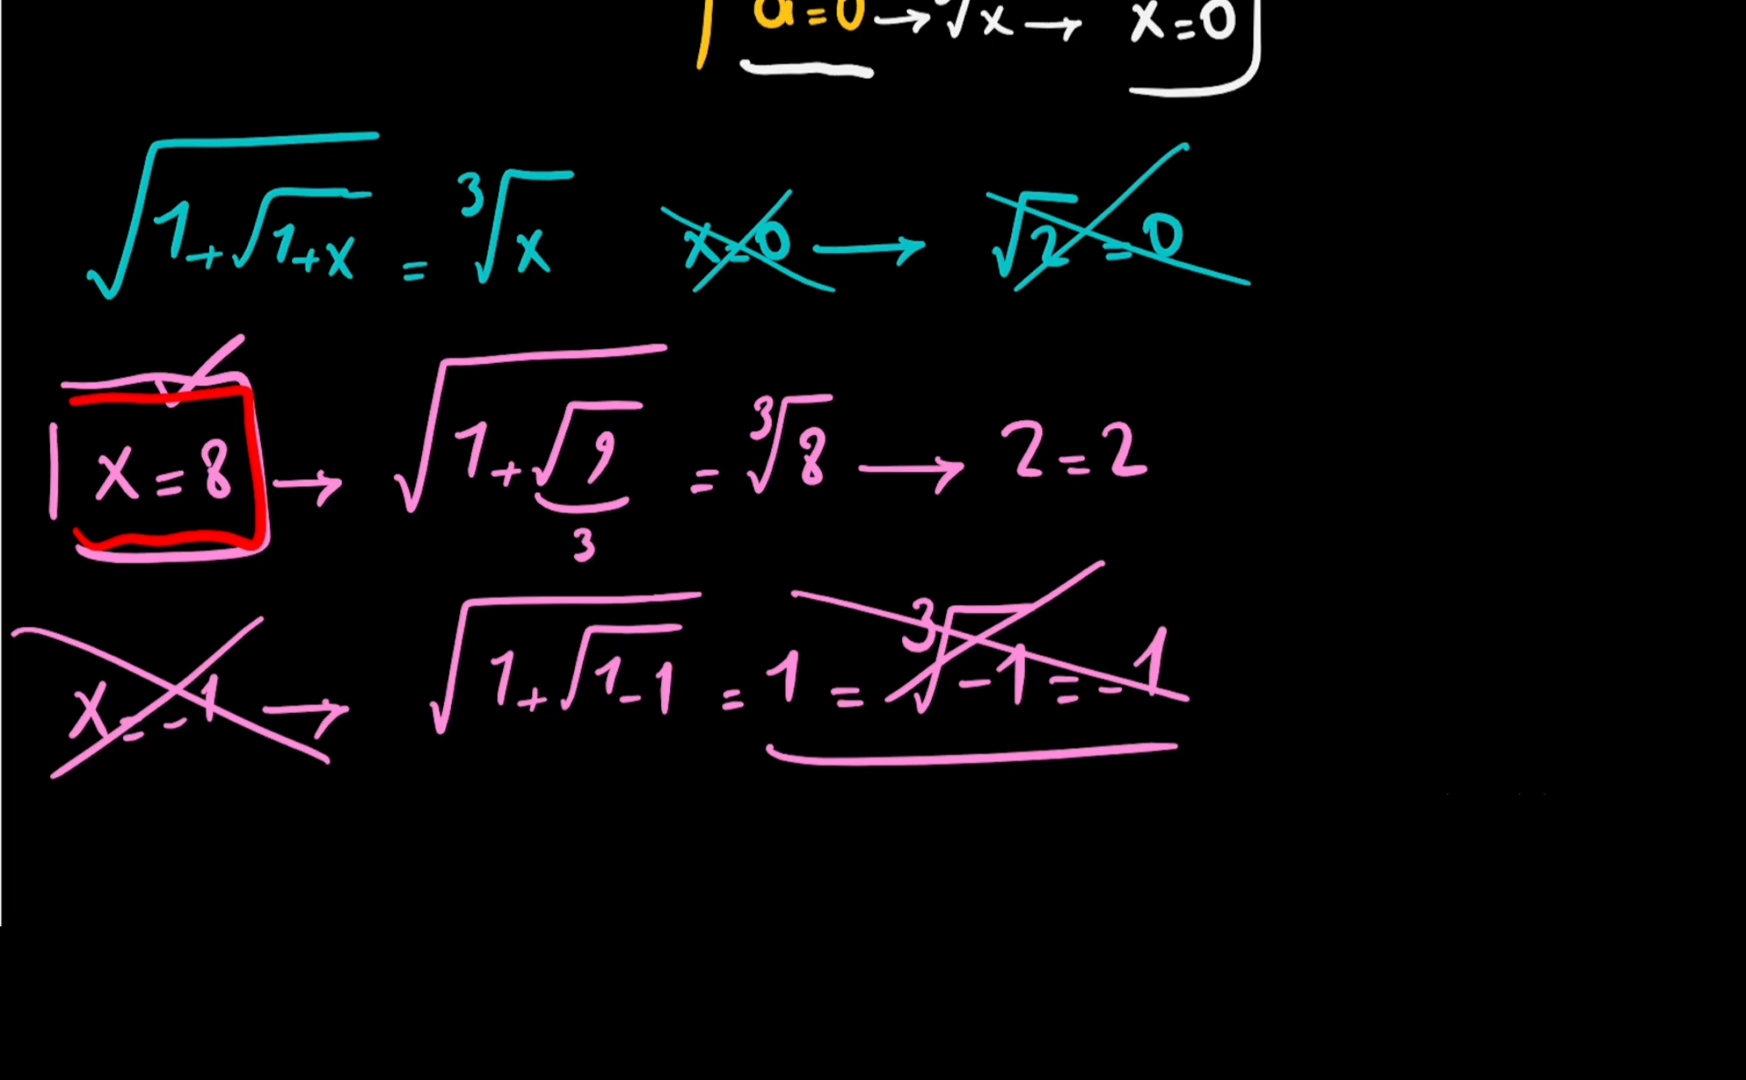 a=0→∛x→ x=0
√(1+√(1+x)) = ∛x x=0 → √2=0
x=8 → √(1+√9) = ∛8 → 2=2
3
x=-1 → √(1+√(1-1)) = 1 = ∛-1=-1